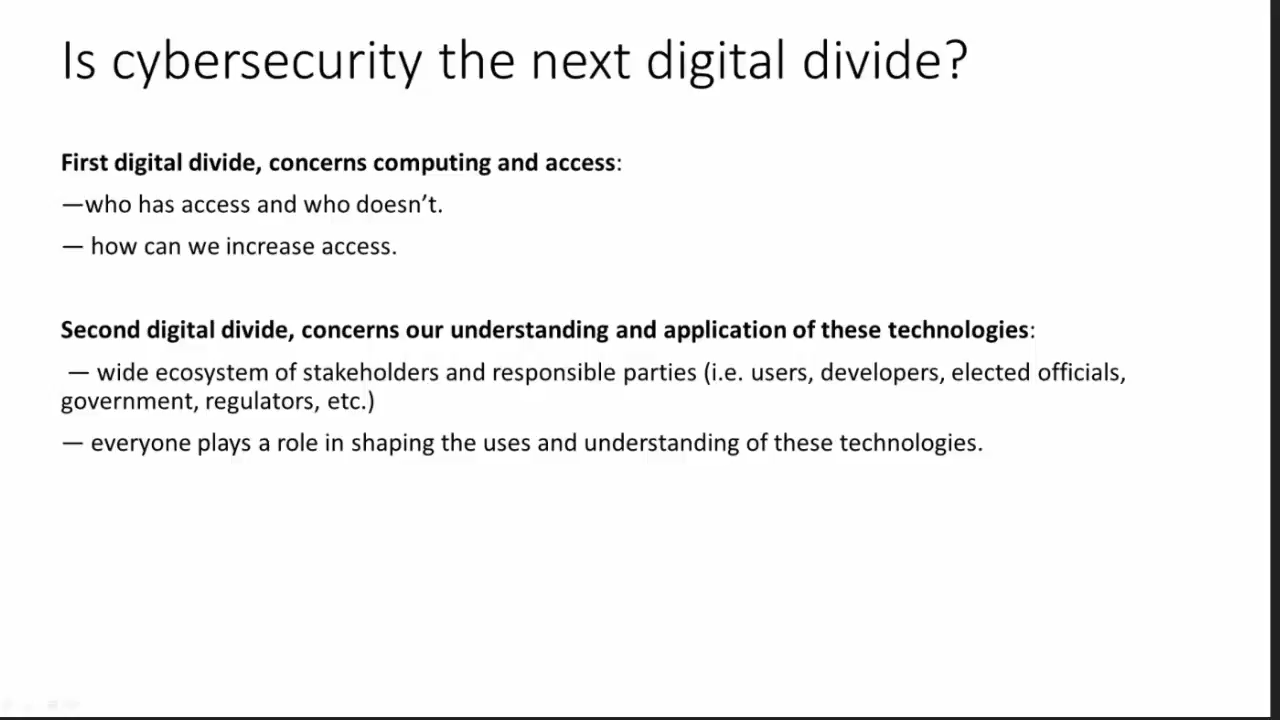 Is cybersecurity the next digital divide?
First digital divide, concerns computing and access:
—who has access and who doesn’t.
— how can we increase access.
Second digital divide, concerns our understanding and application of these technologies:
— wide ecosystem of stakeholders and responsible parties (i.e. users, developers, elected officials,
government, regulators, etc.)
— everyone plays a role in shaping the uses and understanding of these technologies.